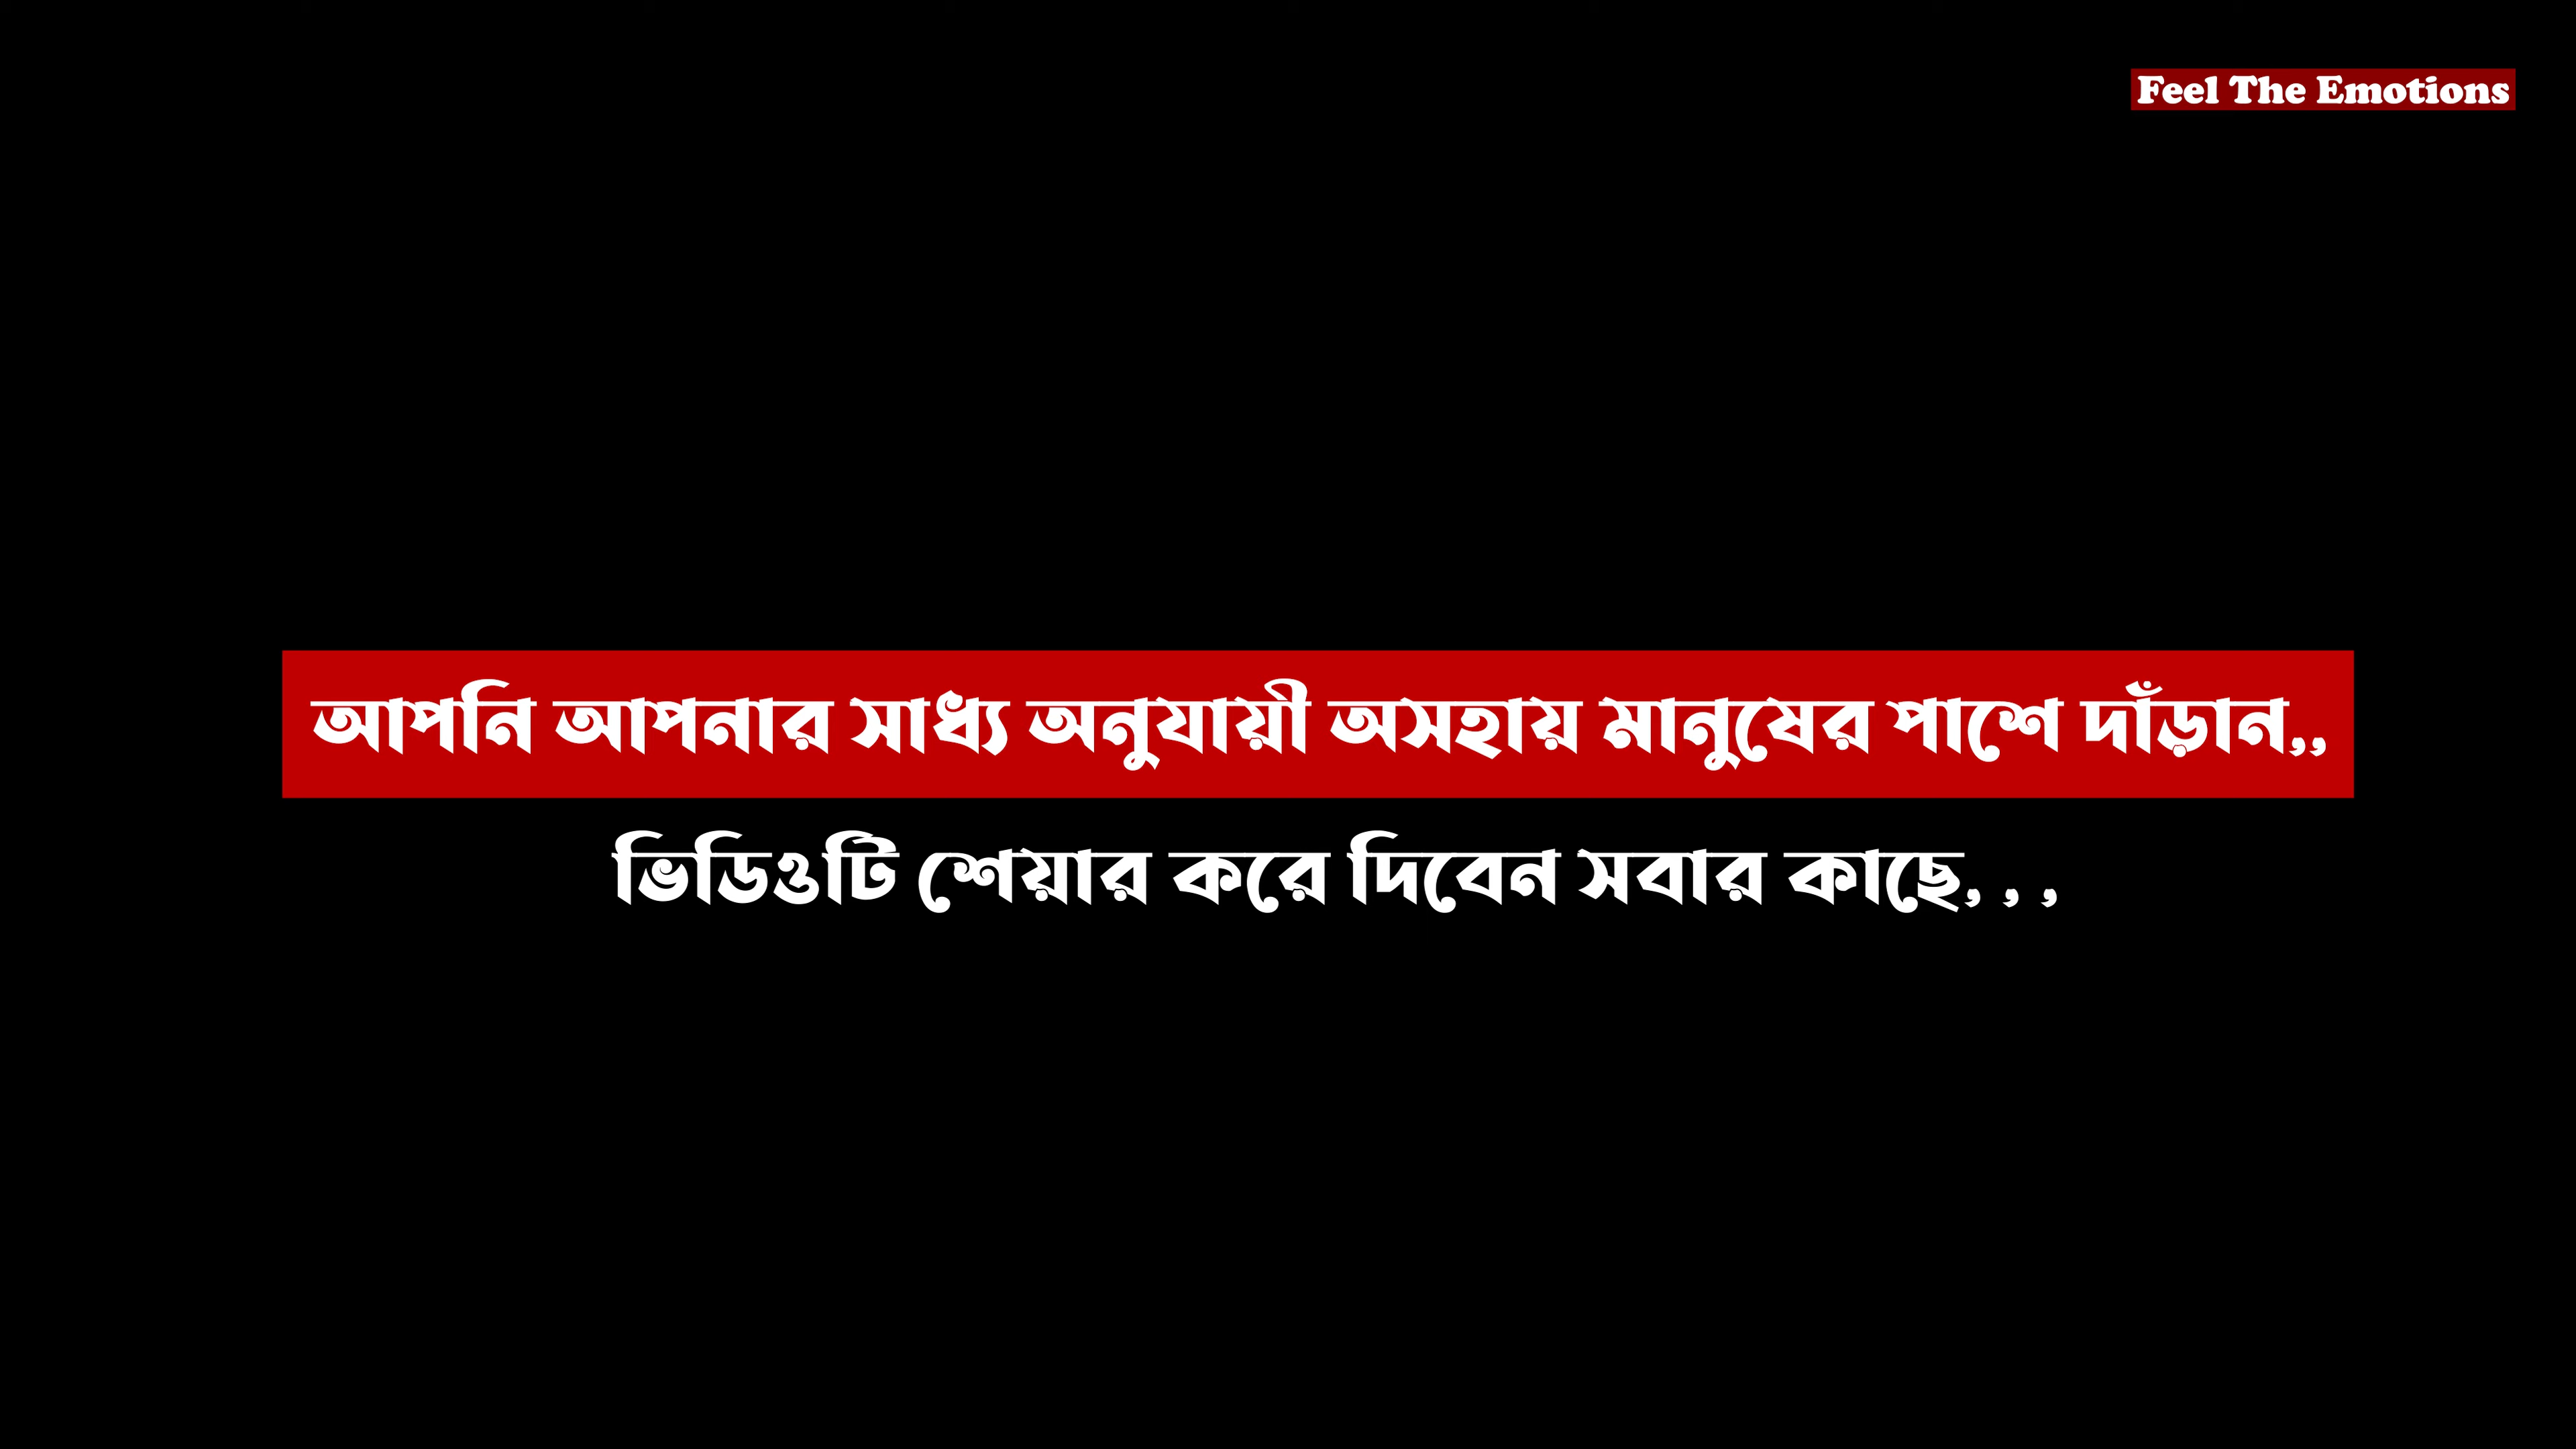 Feel The Emotions
আপনি আপনার সাধ্য অনুযায়ী অসহায় মানুষের পাশে দাঁড়ান,,
ভিডিওটি শেয়ার করে দিবেন সবার কাছে, , ,